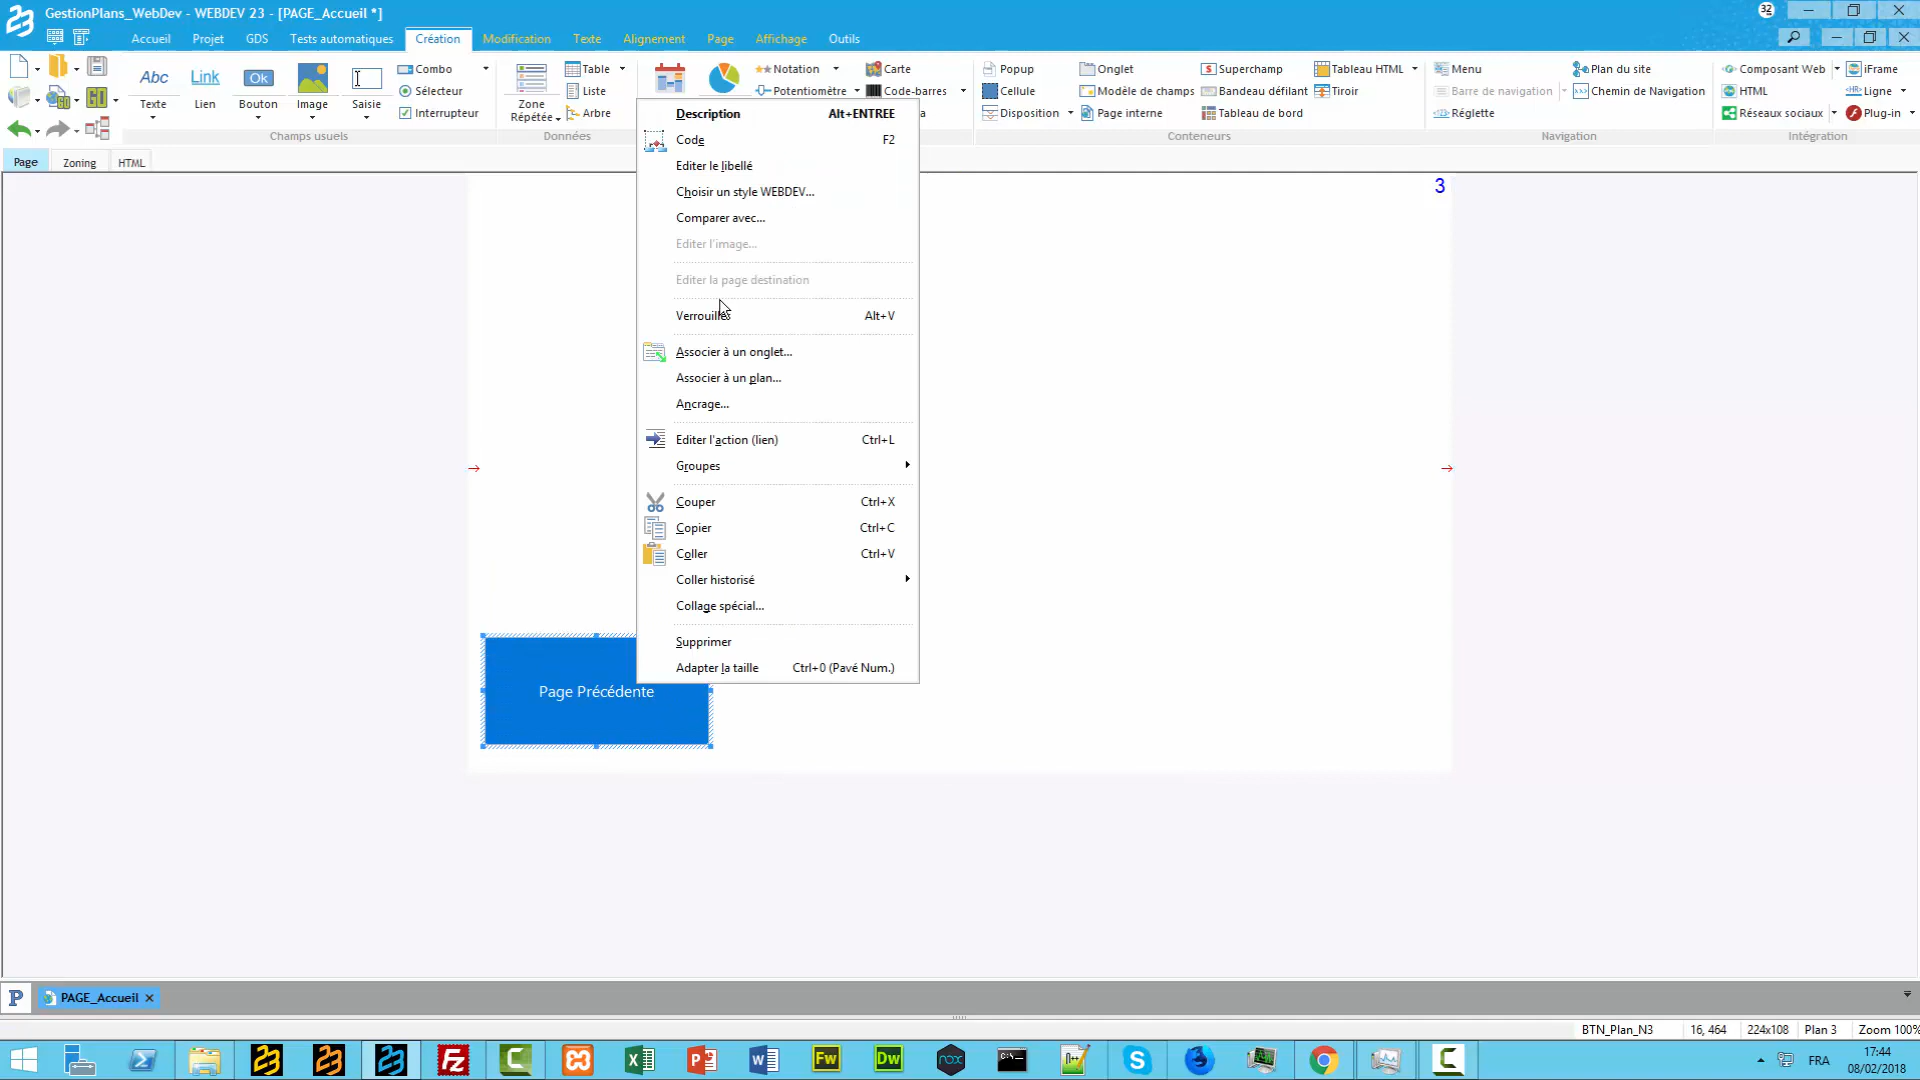 GestionPlans_WebDev - WEBDEV 23 - [PAGE_Accueil *]
32
Accueil Projet GDS Tests automatiques Création Modification Texte Alignement Page Affichage Outils
Abc Link Ok
Texte Lien Bouton Image Saisie
Combo
Sélecteur
Interrupteur
Champs usuels
Zone Répétée
Table
Liste
Arbre
Données
Notation
Potentiomètre
Carte
Code-barres
Popup
Cellule
Disposition
Onglet
Modèle de champs
Page interne
Superchamp
Bandeau défilant
Tableau de bord
Tableau HTML
Tiroir
Conteneurs
Menu
Barre de navigation
Réglette
Plan du site
Chemin de Navigation
Navigation
Composant Web
HTML
Réseaux sociaux
iFrame
Ligne
Plug-in
Intégration
Page Zoning HTML
3
Description Alt+ENTREE
Code F2
Editer le libellé
Choisir un style WEBDEV...
Comparer avec...
Editer l'image...
Editer la page destination
Verrouiller Alt+V
Associer à un onglet...
Associer à un plan...
Ancrage...
Editer l'action (lien) Ctrl+L
Groupes
Couper Ctrl+X
Copier Ctrl+C
Coller Ctrl+V
Coller historisé
Collage spécial...
Supprimer
Adapter la taille Ctrl+0 (Pavé Num.)
Page Précédente
PAGE_Accueil
BTN_Plan_N3 16, 464 224x108 Plan 3 Zoom 100%
FRA
17:44
08/02/2018